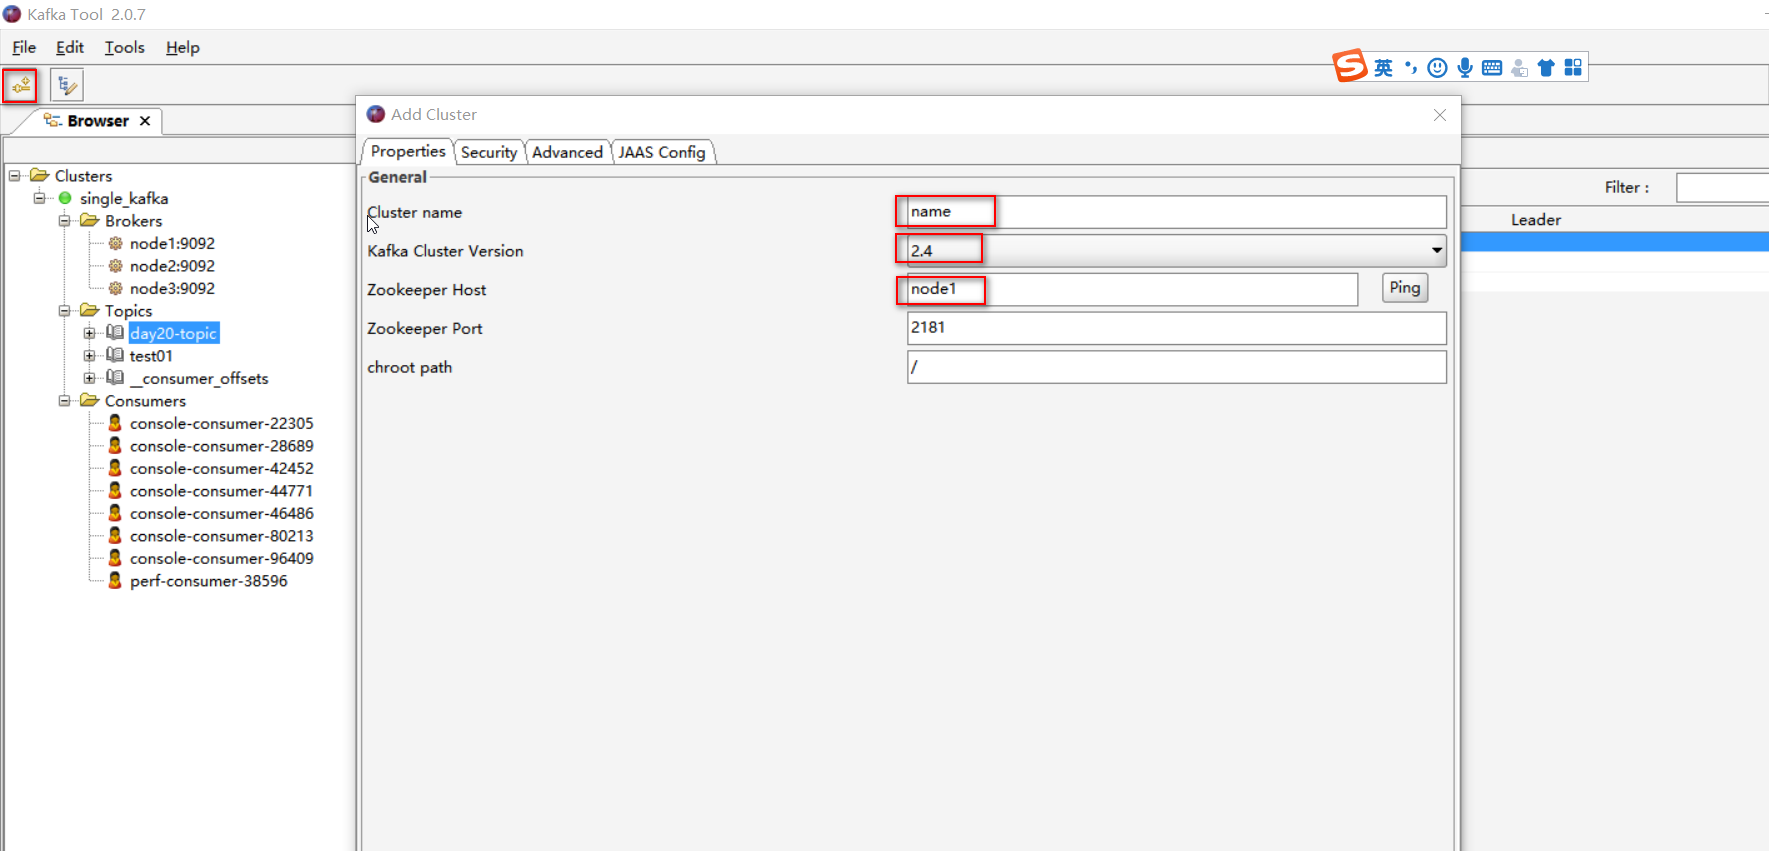 Kafka Tool 2.0.7
File Edit Tools Help
英
Browser
Add Cluster
Properties Security Advanced JAAS Config
General
Cluster name name
Kafka Cluster Version 2.4
Zookeeper Host node1 Ping
Zookeeper Port 2181
chroot path /
Clusters
single_kafka
Brokers
node1:9092
node2:9092
node3:9092
Topics
day20-topic
test01
__consumer_offsets
Consumers
console-consumer-22305
console-consumer-28689
console-consumer-42452
console-consumer-44771
console-consumer-46486
console-consumer-80213
console-consumer-96409
perf-consumer-38596
Filter :
Leader